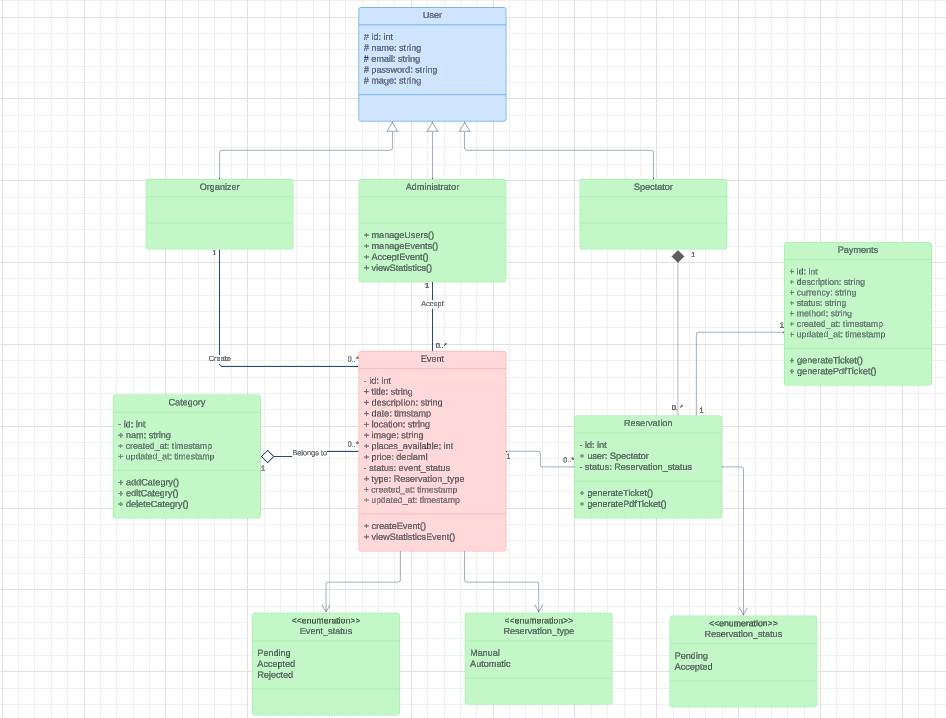 User
# id: int
# name: string
# email: string
# password: string
# mage: string
Organizer
Administrator
+ manageUsers()
+ manageEvents()
+ AcceptEvent()
+ viewStatistics()
Spectator
1
1
1
Payments
+ id: int
+ description: string
+ currency: string
+ status: string
+ method: string
+ created_at: timestamp
+ updated_at: timestamp
+ generateTicket()
+ generatePdfTicket()
Accept
0..*
Create
0..*
1
Event
- id: int
+ title: string
+ description: string
+ date: timstamp
+ location: string
+ image: string
+ places_available: int
+ price: deciaml
- status: event_status
+ type: Reservation_type
+ created_at: timestamp
+ updated_at: timestamp
+ createEvent()
+ viewStatisticsEvent()
Category
- id: int
+ nam: string
+ created_at: timestamp
+ updated_at: timestamp
+ addCategry()
+ editCategry()
+ deleteCategry()
Belongs to
0..*
1
0..*
1
Reservation
- id: int
+ user: Spectator
- status: Reservation_status
+ generateTicket()
+ generatePdfTicket()
1
0..*
<<enumeration>>
Event_status
Pending
Accepted
Rejected
<<enumeration>>
Reservation_type
Manual
Automatic
<<enumeration>>
Reservation_status
Pending
Accepted